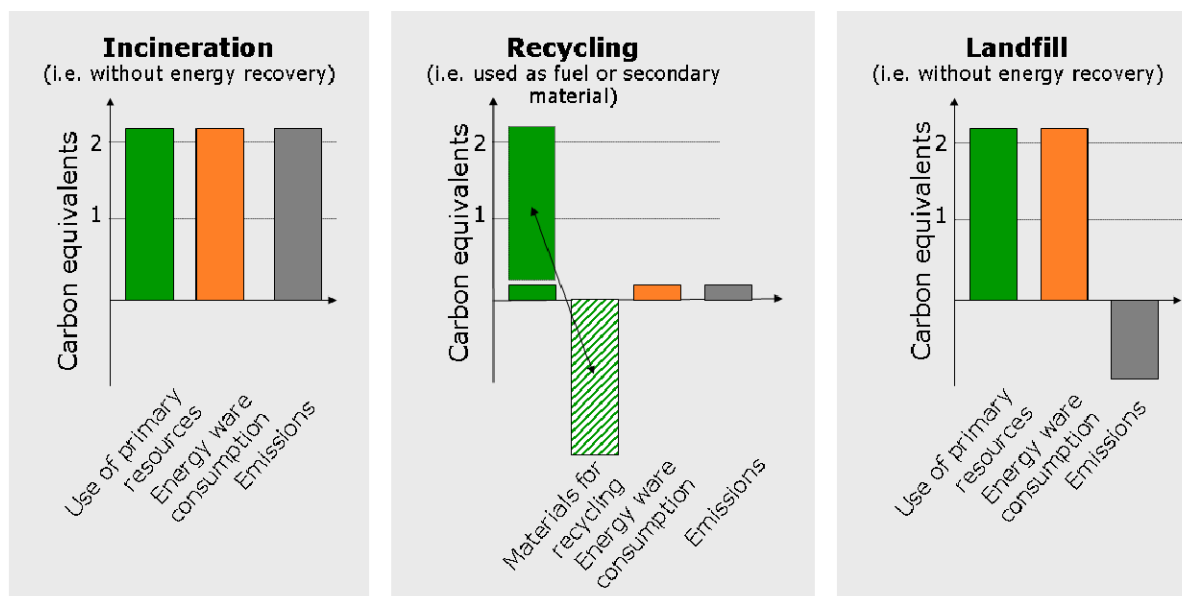 Incineration
(i.e. without energy recovery)
Carbon equivalents
2
1
Use of primary
resources
Energy ware
consumption
Emissions
Recycling
(i.e. used as fuel or secondary
material)
Carbon equivalents
2
1
Materials for
recycling
Energy ware
consumption
Emissions
Landfill
(i.e. without energy recovery)
Carbon equivalents
2
1
Use of primary
resources
Energy ware
consumption
Emissions